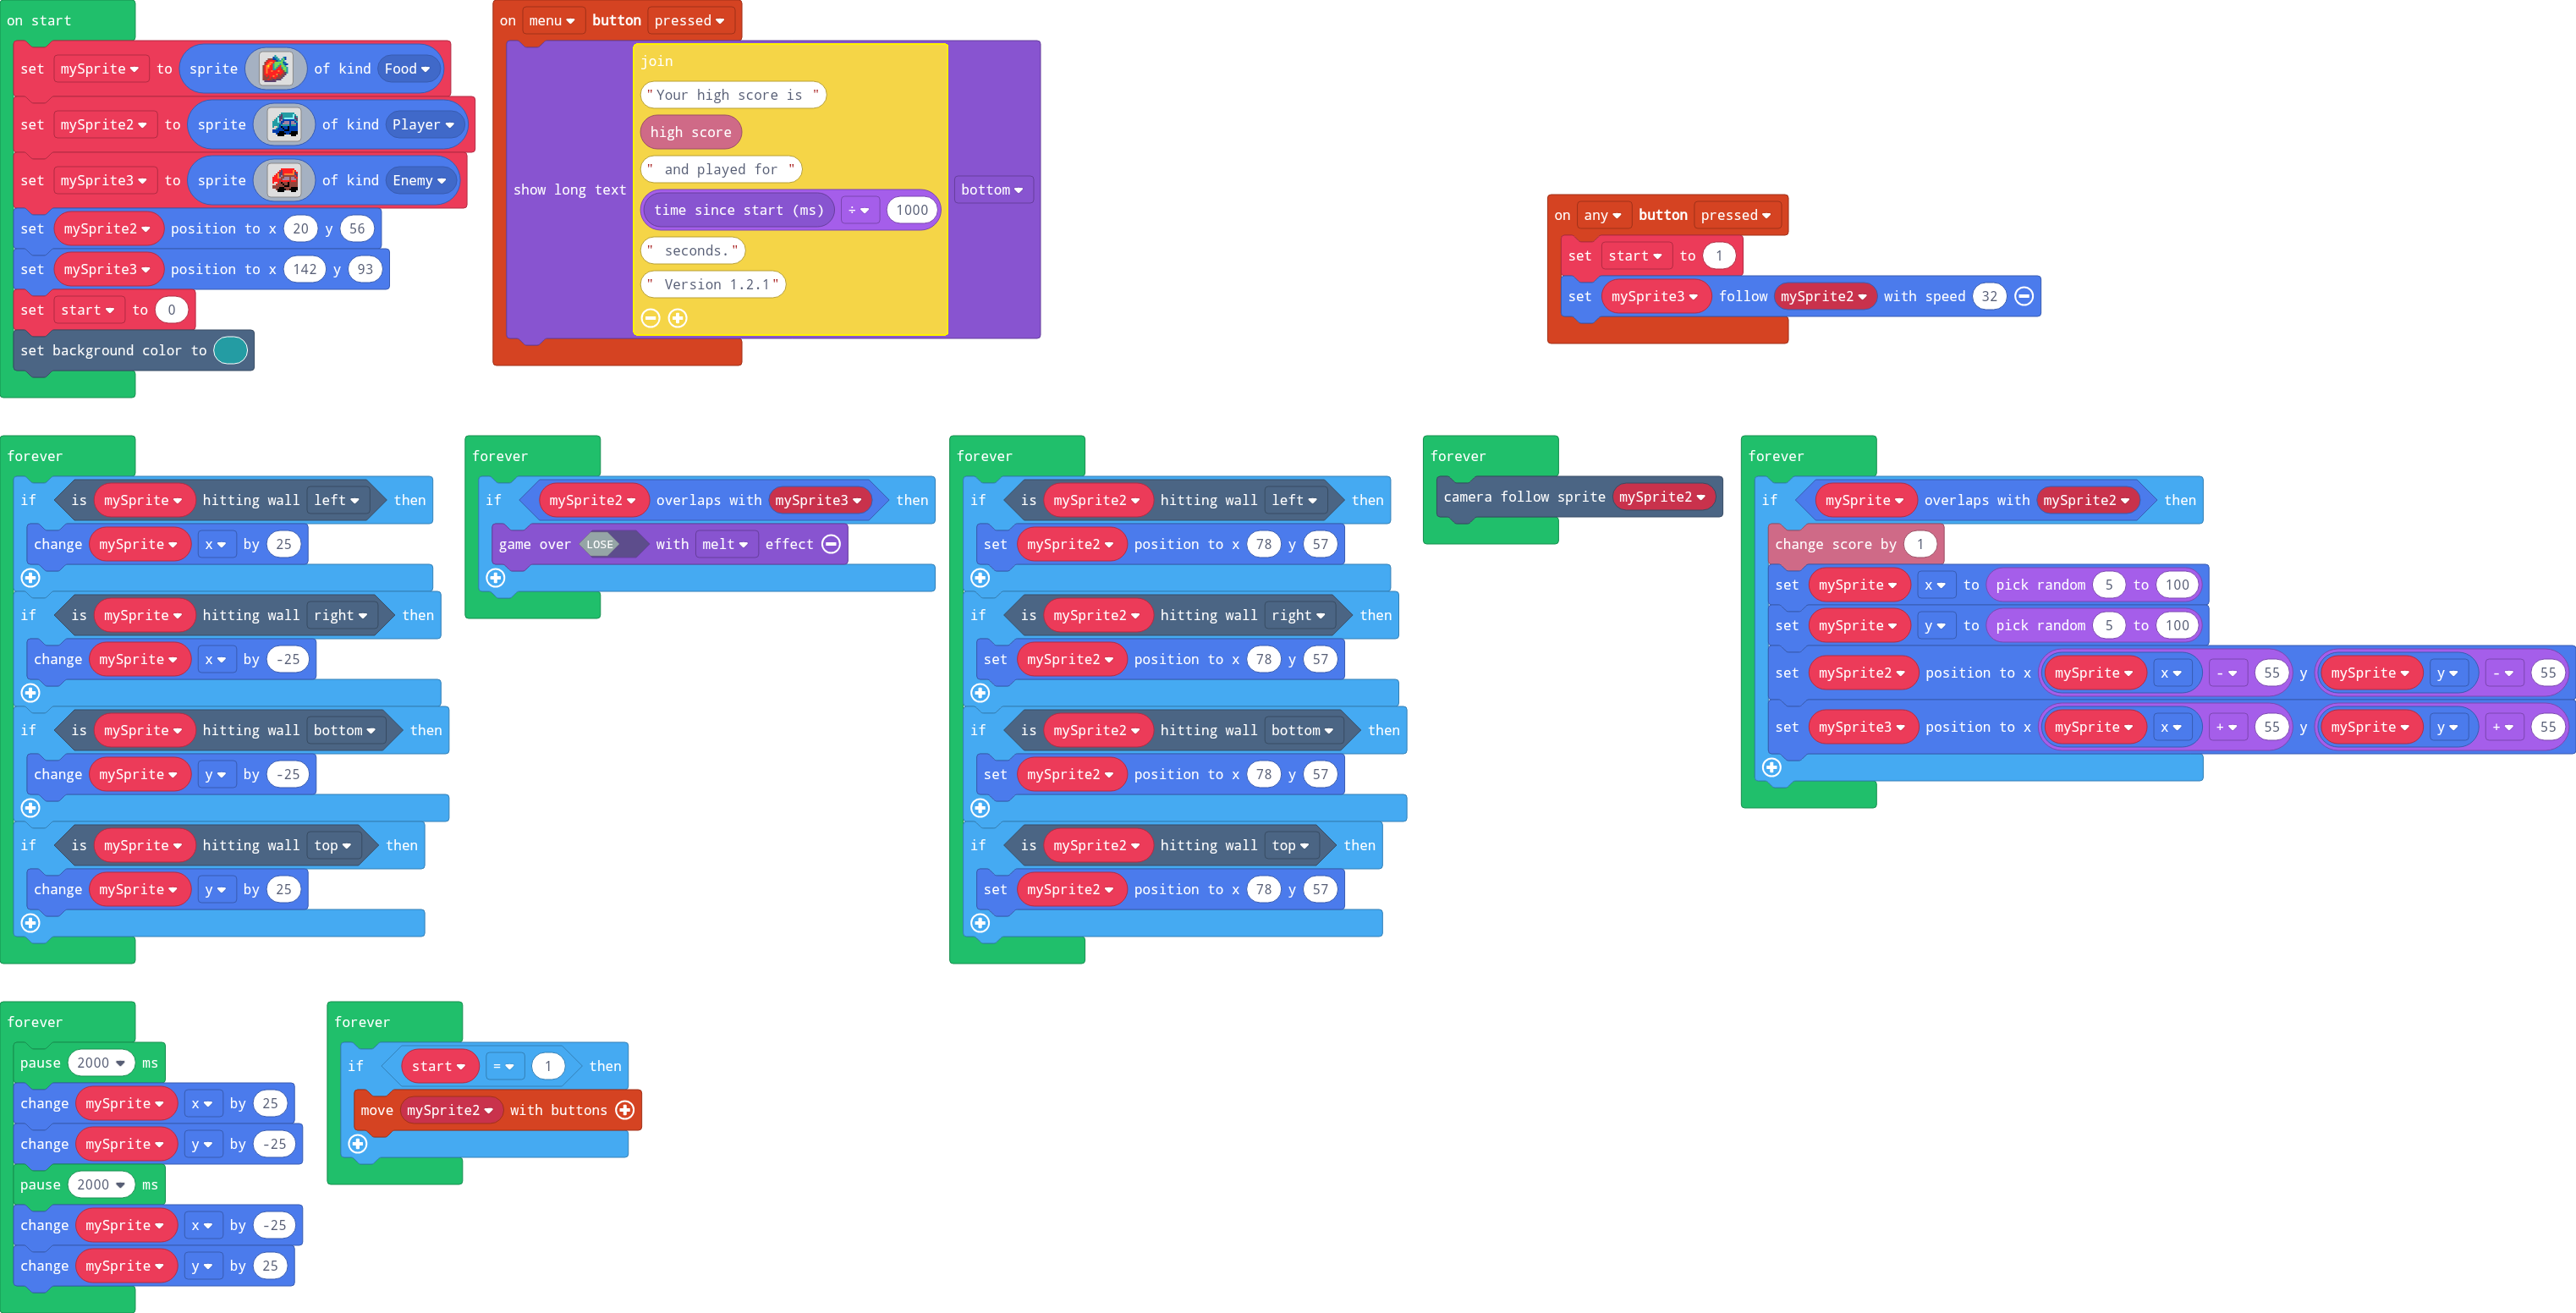 on start
set mySprite to sprite of kind Food
set mySprite2 to sprite of kind Player
set mySprite3 to sprite of kind Enemy
set mySprite2 position to x 20 y 56
set mySprite3 position to x 142 y 93
set start to 0
set background color to
on menu button pressed
show long text
join
"Your high score is "
high score
" and played for "
time since start (ms) ÷ 1000
" seconds."
" Version 1.2.1"
bottom
on any button pressed
set start to 1
set mySprite3 follow mySprite2 with speed 32
forever
if is mySprite hitting wall left then
change mySprite x by 25
if is mySprite hitting wall right then
change mySprite x by -25
if is mySprite hitting wall bottom then
change mySprite y by -25
if is mySprite hitting wall top then
change mySprite y by 25
forever
if mySprite2 overlaps with mySprite3 then
game over LOSE with melt effect
forever
if is mySprite2 hitting wall left then
set mySprite2 position to x 78 y 57
if is mySprite2 hitting wall right then
set mySprite2 position to x 78 y 57
if is mySprite2 hitting wall bottom then
set mySprite2 position to x 78 y 57
if is mySprite2 hitting wall top then
set mySprite2 position to x 78 y 57
forever
camera follow sprite mySprite2
forever
if mySprite overlaps with mySprite2 then
change score by 1
set mySprite x to pick random 5 to 100
set mySprite y to pick random 5 to 100
set mySprite2 position to x mySprite x - 55 y mySprite y - 55
set mySprite3 position to x mySprite x + 55 y mySprite y + 55
forever
pause 2000 ms
change mySprite x by 25
change mySprite y by -25
pause 2000 ms
change mySprite x by -25
change mySprite y by 25
forever
if start = 1 then
move mySprite2 with buttons